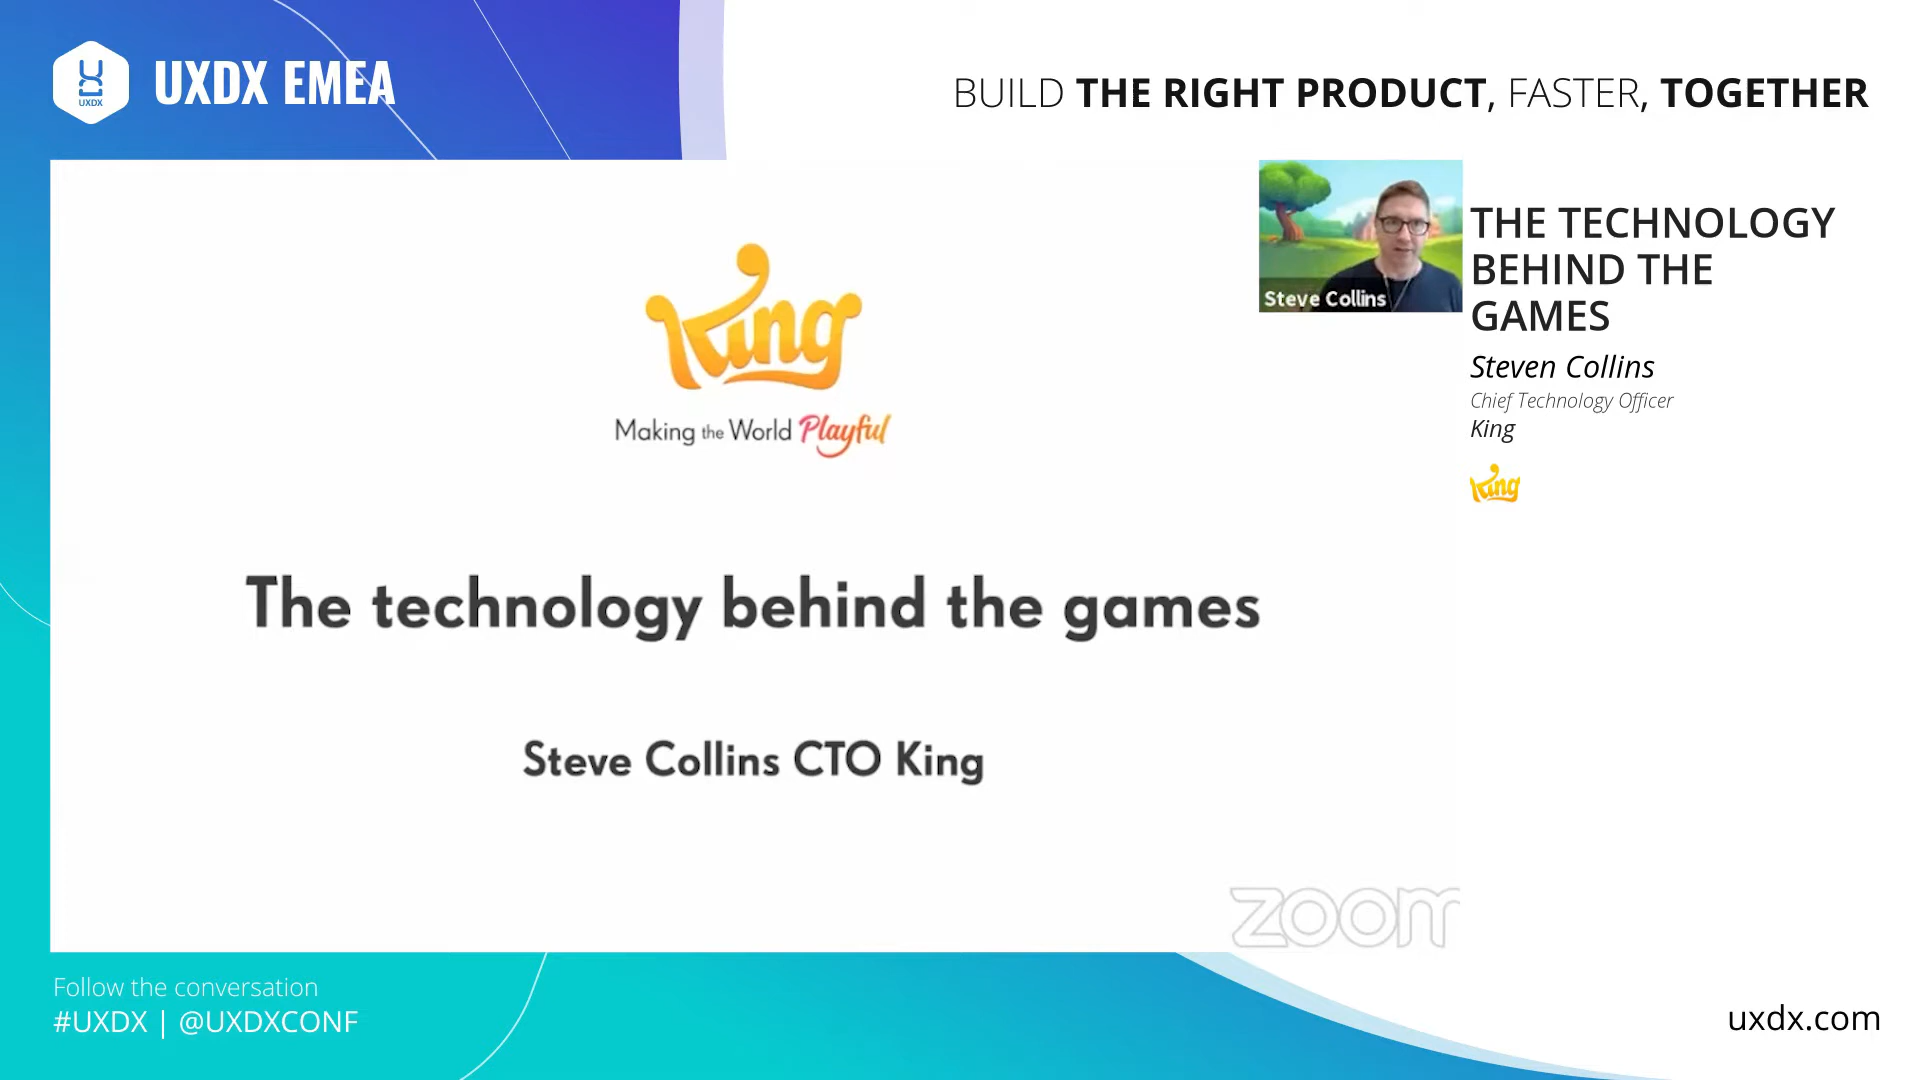 UXDX
UXDX EMEA
BUILD THE RIGHT PRODUCT, FASTER, TOGETHER
King
Making the World Playful
The technology behind the games
Steve Collins CTO King
Steve Collins
THE TECHNOLOGY
BEHIND THE
GAMES
Steven Collins
Chief Technology Officer
King
King
zoom
Follow the conversation
#UXDX | @UXDXCONF
uxdx.com